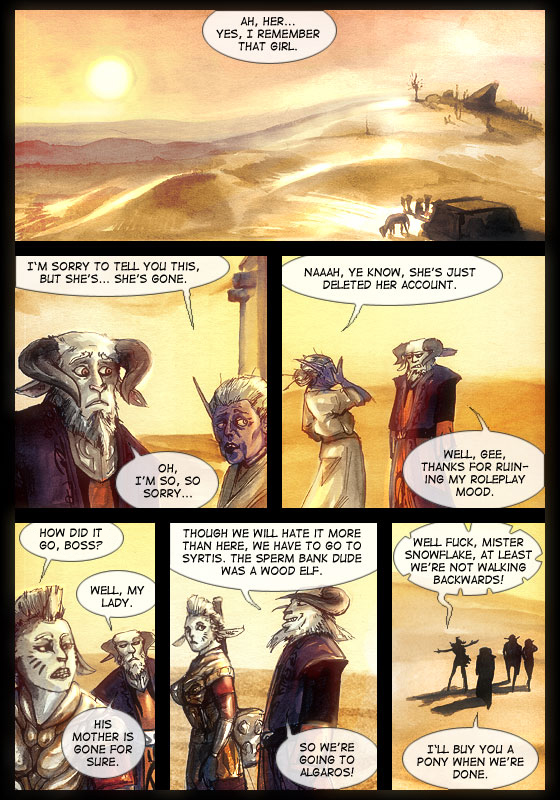 AH, HER...
YES, I REMEMBER
THAT GIRL.
I'M SORRY TO TELL YOU THIS,
BUT SHE'S... SHE'S GONE.
OH,
I'M SO, SO
SORRY...
NAAAH, YE KNOW, SHE'S JUST
DELETED HER ACCOUNT.
WELL, GEE,
THANKS FOR RUIN-
ING MY ROLEPLAY
MOOD.
HOW DID IT
GO, BOSS?
WELL, MY
LADY.
HIS
MOTHER IS
GONE FOR
SURE.
THOUGH WE WILL HATE IT MORE
THAN HERE, WE HAVE TO GO TO
SYRTIS. THE SPERM BANK DUDE
WAS A WOOD ELF.
SO WE'RE
GOING TO
ALGAROS!
WELL FUCK, MISTER
SNOWFLAKE, AT LEAST
WE'RE NOT WALKING
BACKWARDS!
I'LL BUY YOU A
PONY WHEN WE'RE
DONE.